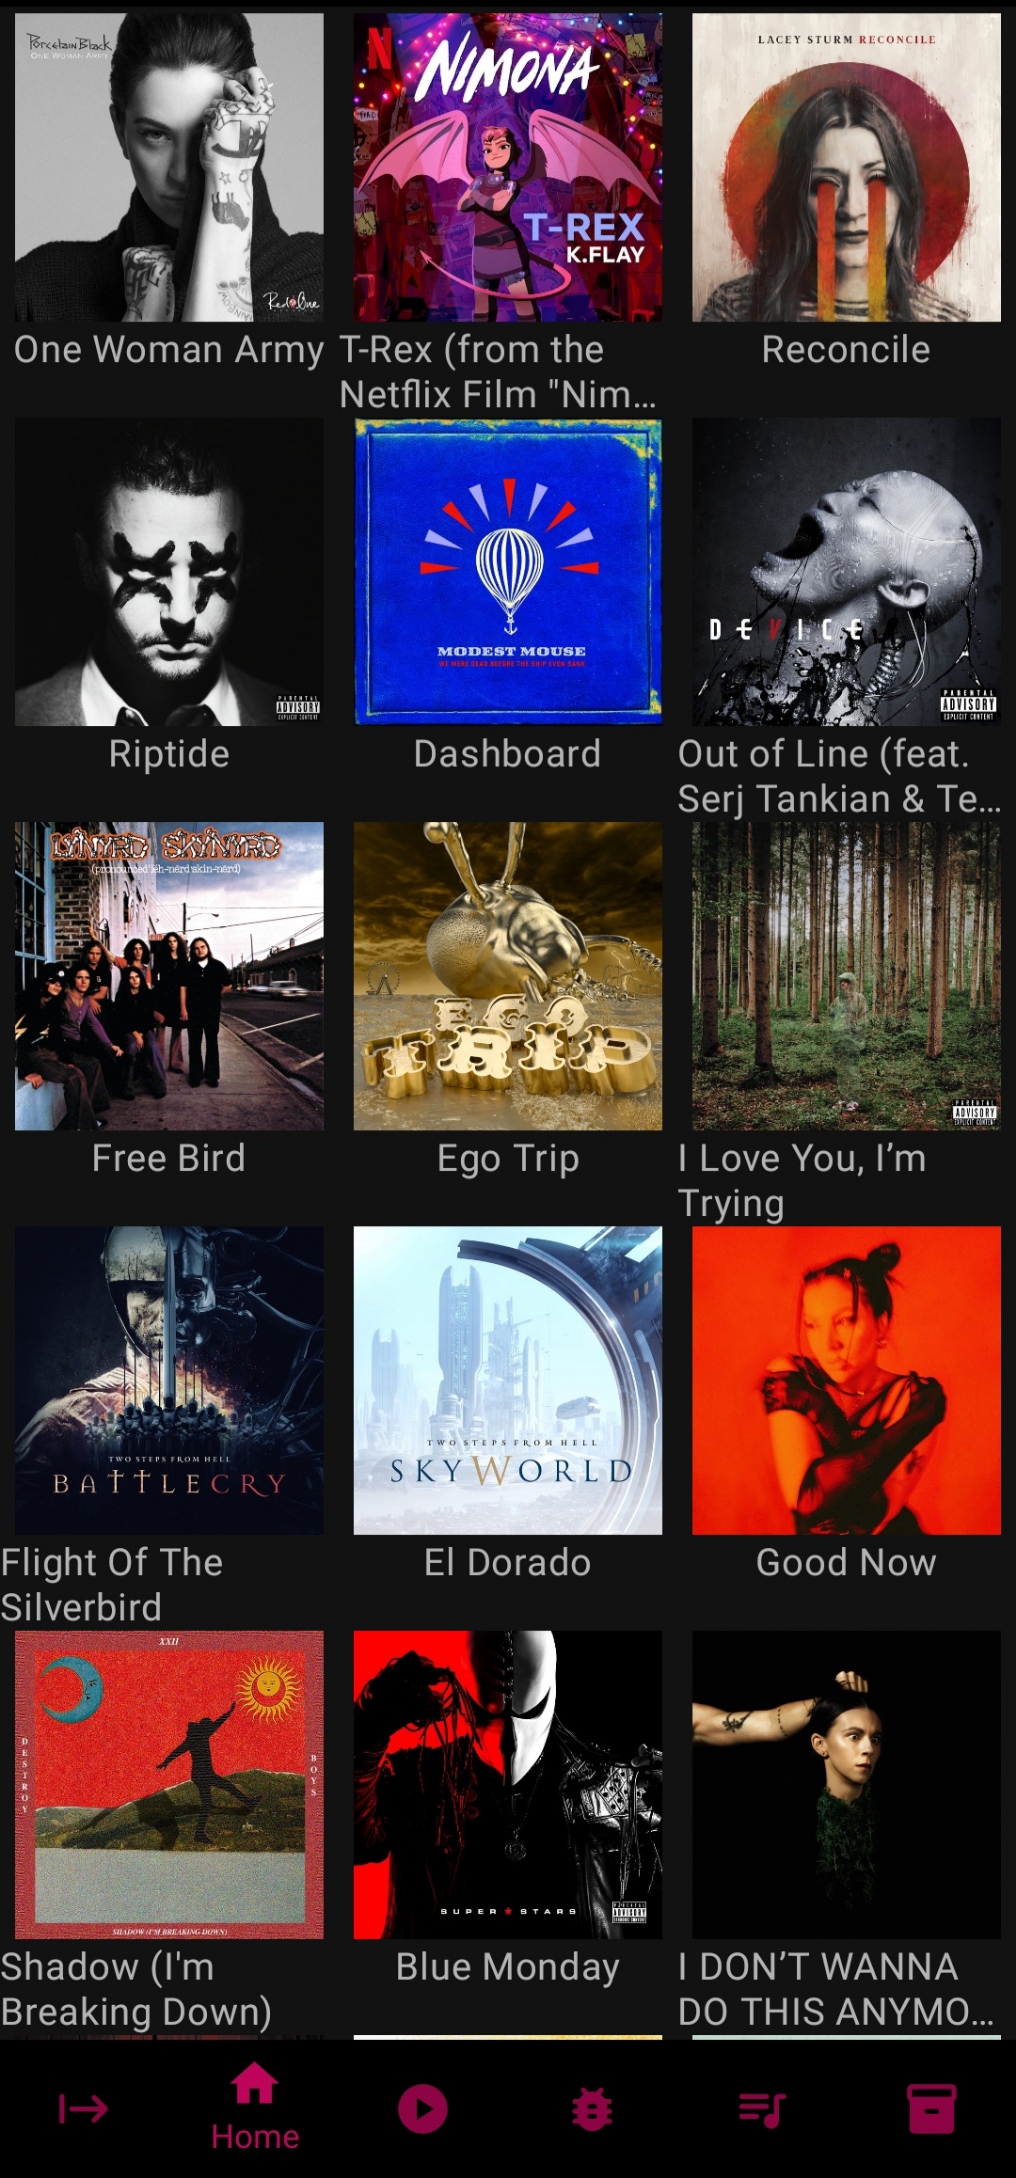 Porcelain Black
ONE WOMAN ARMY
RedOne
One Woman Army
N
NIMONA
T-REX
K.FLAY
T-Rex (from the
Netflix Film "Nim...
LACEY STURM RECONCILE
Reconcile
PARENTAL
ADVISORY
EXPLICIT CONTENT
Riptide
MODEST MOUSE
WE WERE DEAD BEFORE THE SHIP EVEN SANK
Dashboard
DEVICE
PARENTAL
ADVISORY
EXPLICIT CONTENT
Out of Line (feat.
Serj Tankian & Te...
LYNYRD SKYNYRD
(pronounced 'lĕh-'nérd 'skin-'nérd)
Free Bird
EGO
TRIP
Ego Trip
PARENTAL
ADVISORY
EXPLICIT CONTENT
I Love You, I’m
Trying
TWO STEPS FROM HELL
BATTLECRY
Flight Of The
Silverbird
TWO STEPS FROM HELL
SKYWORLD
El Dorado
Good Now
XXII
DESTROY
BOYS
SHADOW (I'M BREAKING DOWN)
Shadow (I'm
Breaking Down)
SUPER★STARS
PARENTAL
ADVISORY
Blue Monday
I DON’T WANNA
DO THIS ANYMO...
Home